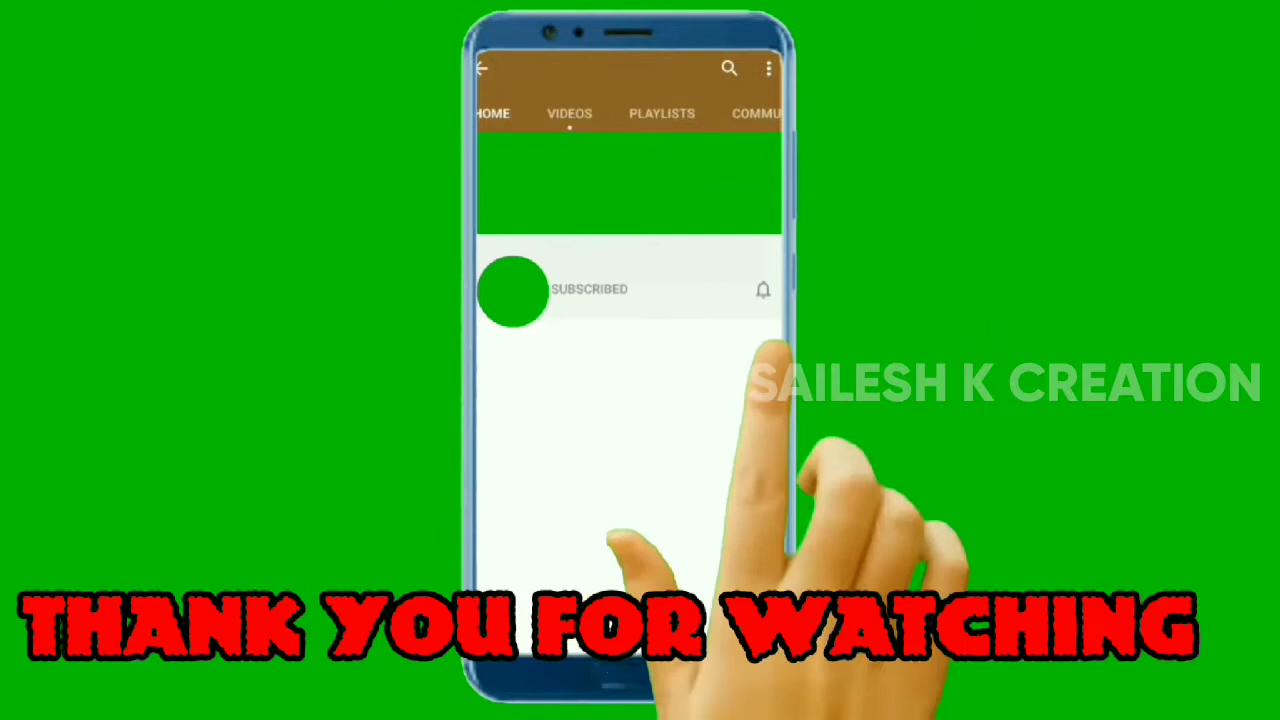 HOME VIDEOS PLAYLISTS COMMU
SUBSCRIBED
SAILESH K CREATION
THANK YOU FOR WATCHING